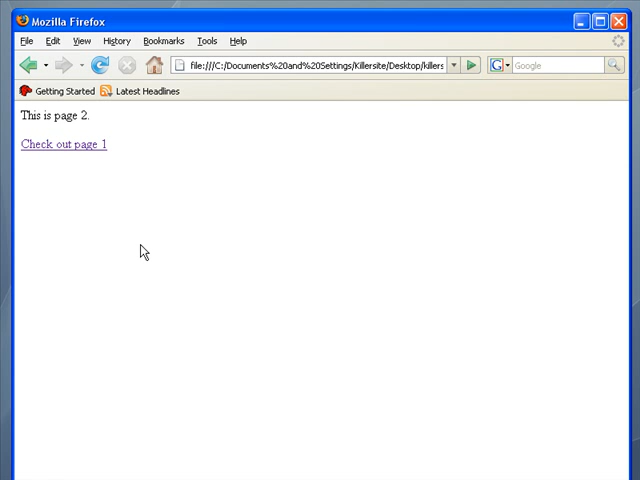 Mozilla Firefox
File Edit View History Bookmarks Tools Help
file:///C:/Documents%20and%20Settings/Killersite/Desktop/killers
G Google
Getting Started Latest Headlines
This is page 2.
Check out page 1